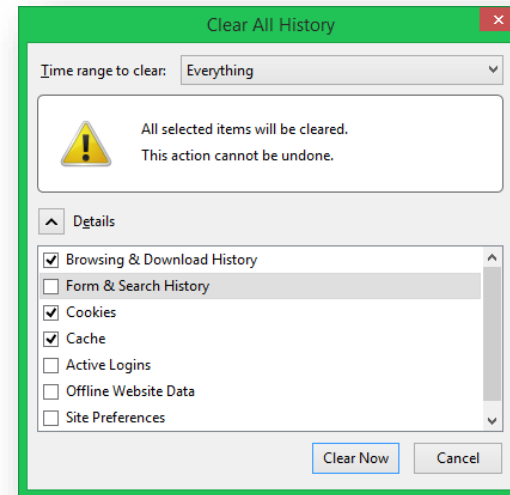 Clear All History
Time range to clear: Everything
All selected items will be cleared.
This action cannot be undone.
Details
Browsing & Download History
Form & Search History
Cookies
Cache
Active Logins
Offline Website Data
Site Preferences
Clear Now Cancel